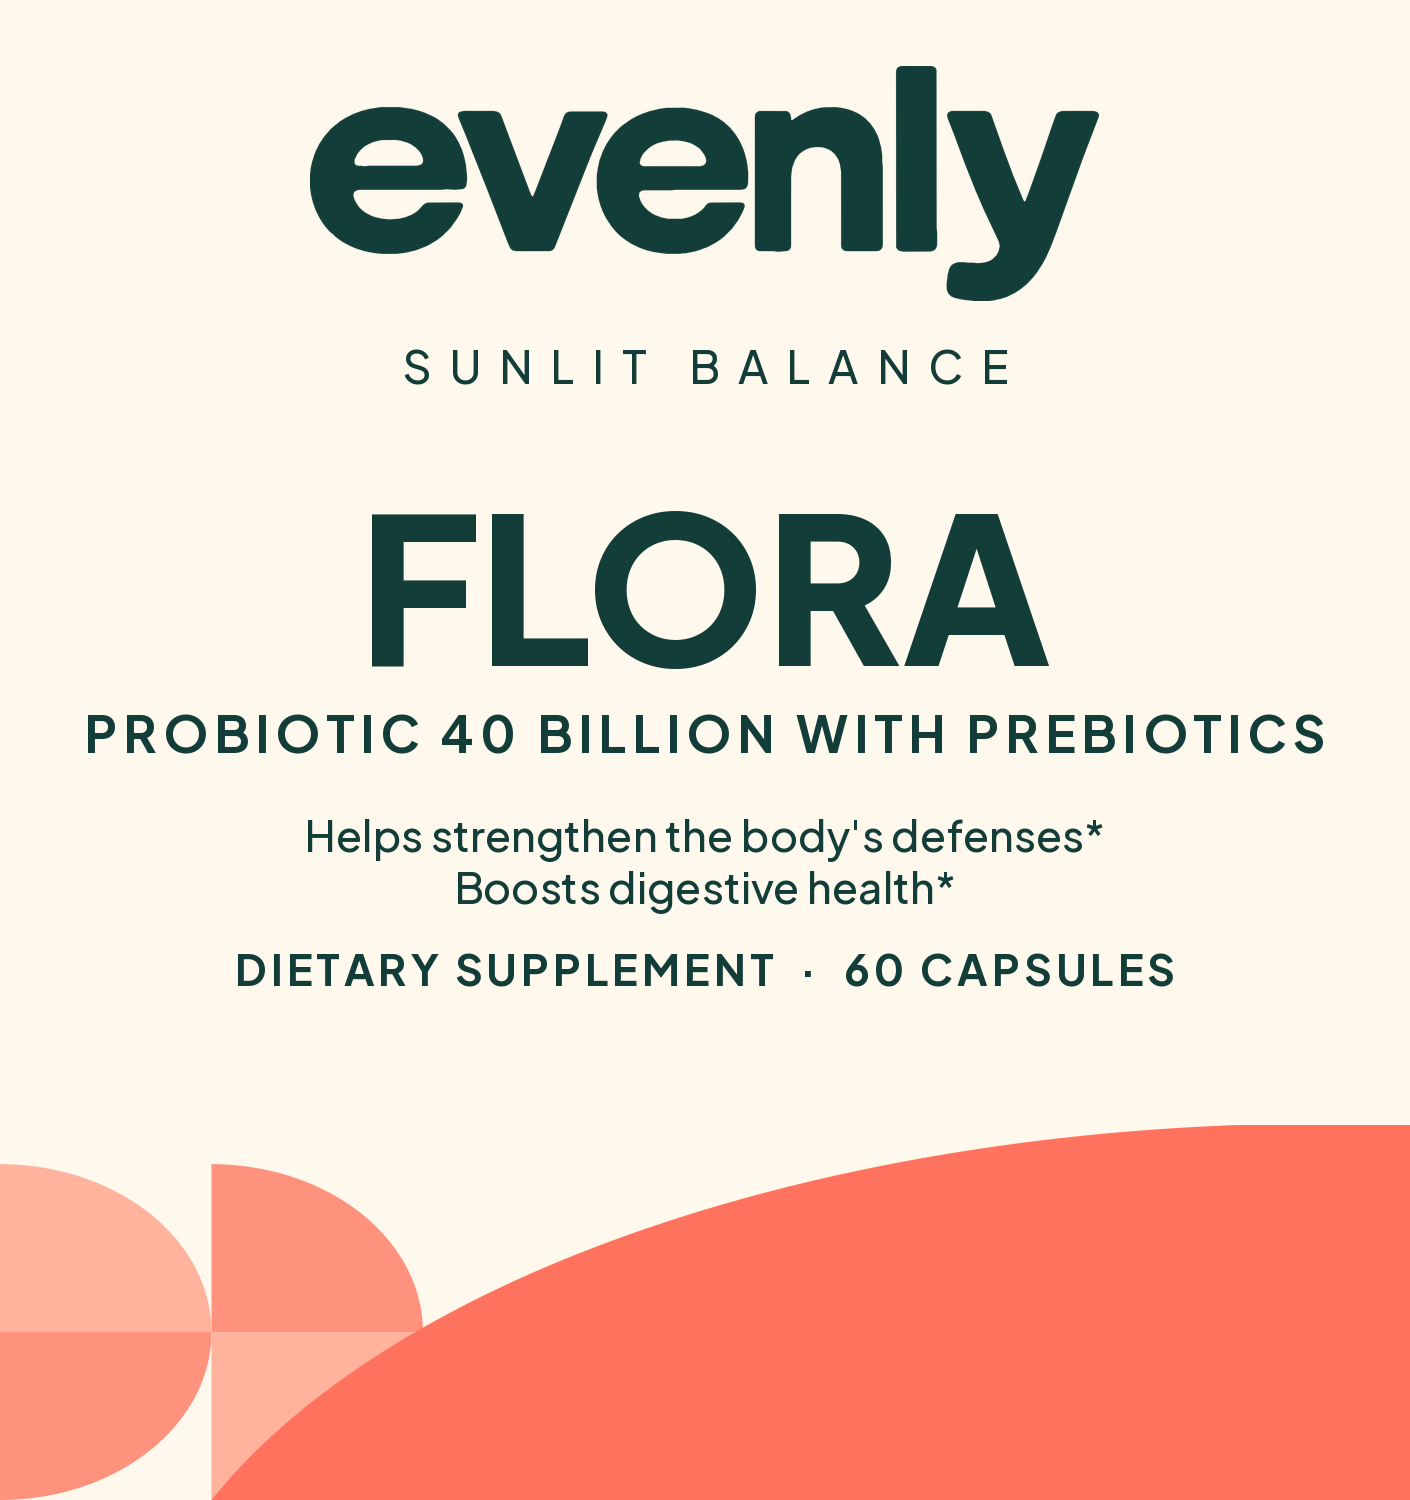 evenly
SUNLIT BALANCE
FLORA
PROBIOTIC 40 BILLION WITH PREBIOTICS
Helps strengthen the body's defenses*
Boosts digestive health*
DIETARY SUPPLEMENT · 60 CAPSULES